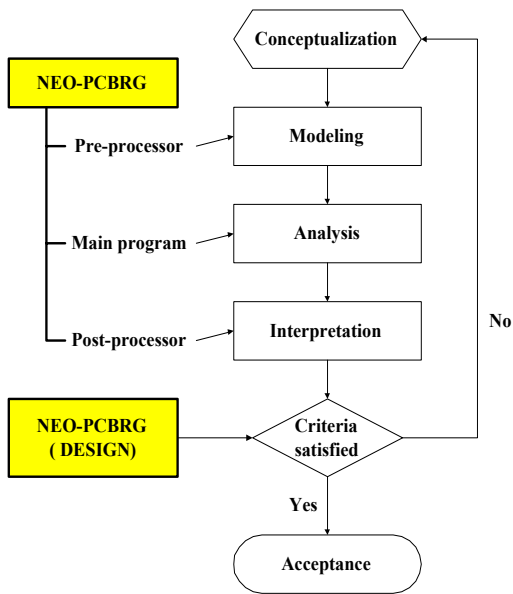 Conceptualization
NEO-PCBRG
Pre-processor
Modeling
Main program
Analysis
Post-processor
Interpretation
No
NEO-PCBRG
( DESIGN)
Criteria
satisfied
Yes
Acceptance